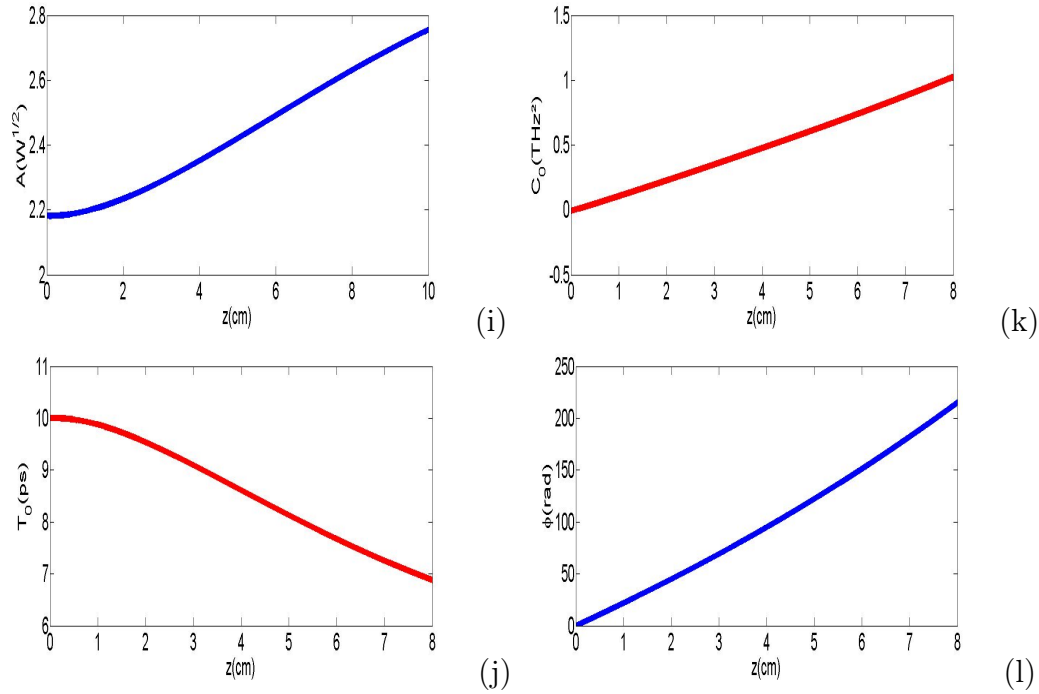 2.8
2.6
2.4
2.2
2
A(W^{1/2})
0 2 4 6 8 10
z(cm)
(i)
1.5
1
0.5
0
-0.5
C_0(THz²)
0 1 2 3 4 5 6 7 8
z(cm)
(k)
11
10
9
8
7
6
T_0(ps)
0 1 2 3 4 5 6 7 8
z(cm)
(j)
250
200
150
100
50
0
ϕ(rad)
0 1 2 3 4 5 6 7 8
z(cm)
(l)